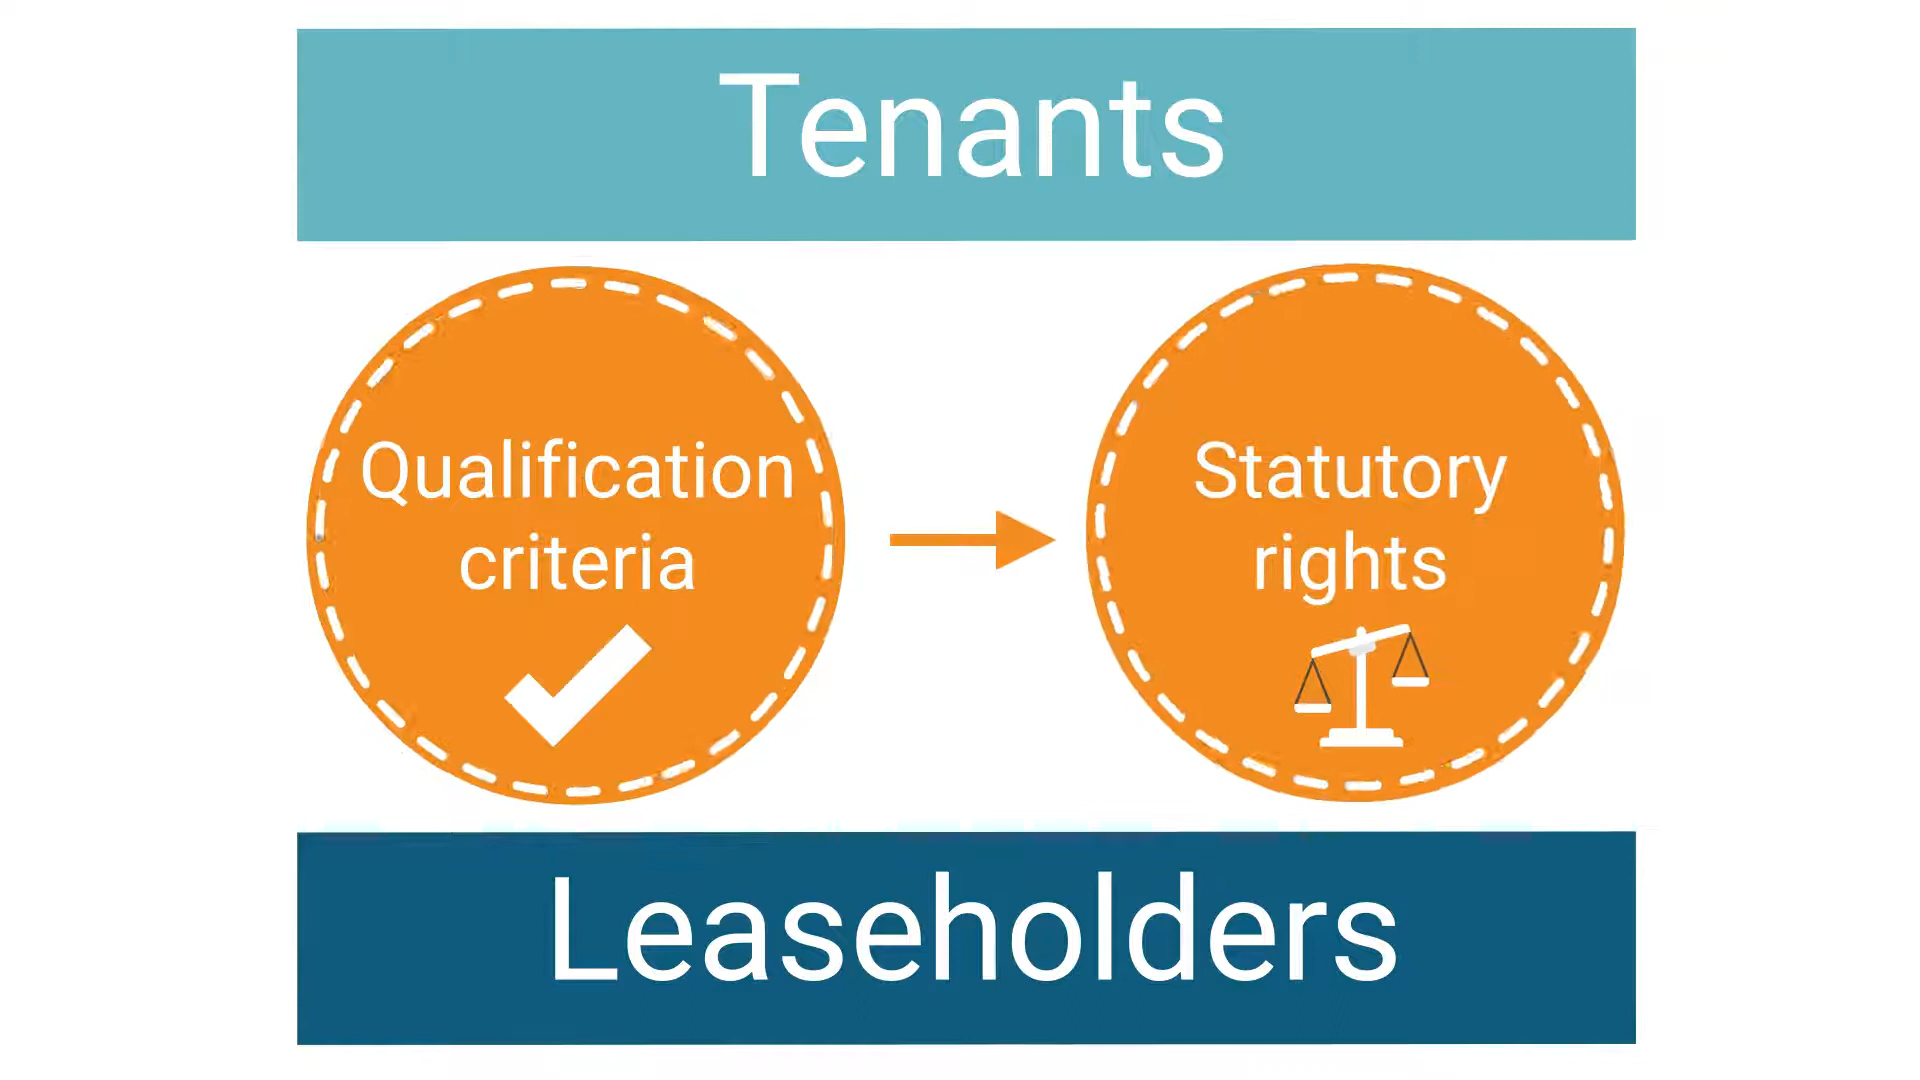 Tenants
Qualification
criteria
Statutory
rights
Leaseholders